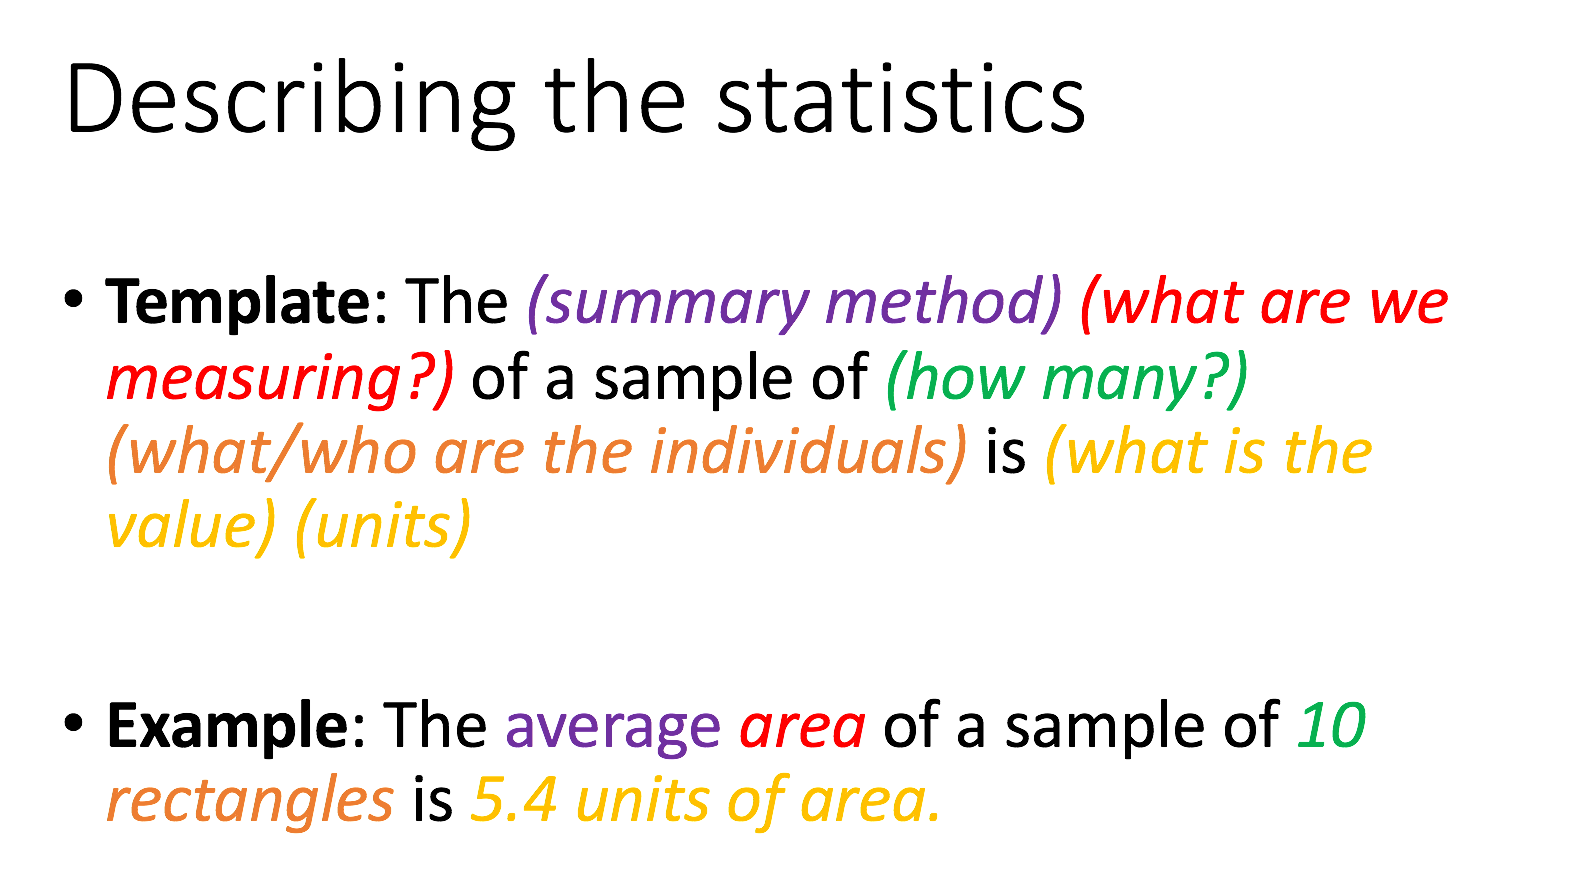 Describing the statistics
• Template: The (summary method) (what are we
measuring?) of a sample of (how many?)
(what/who are the individuals) is (what is the
value) (units)
• Example: The average area of a sample of 10
rectangles is 5.4 units of area.